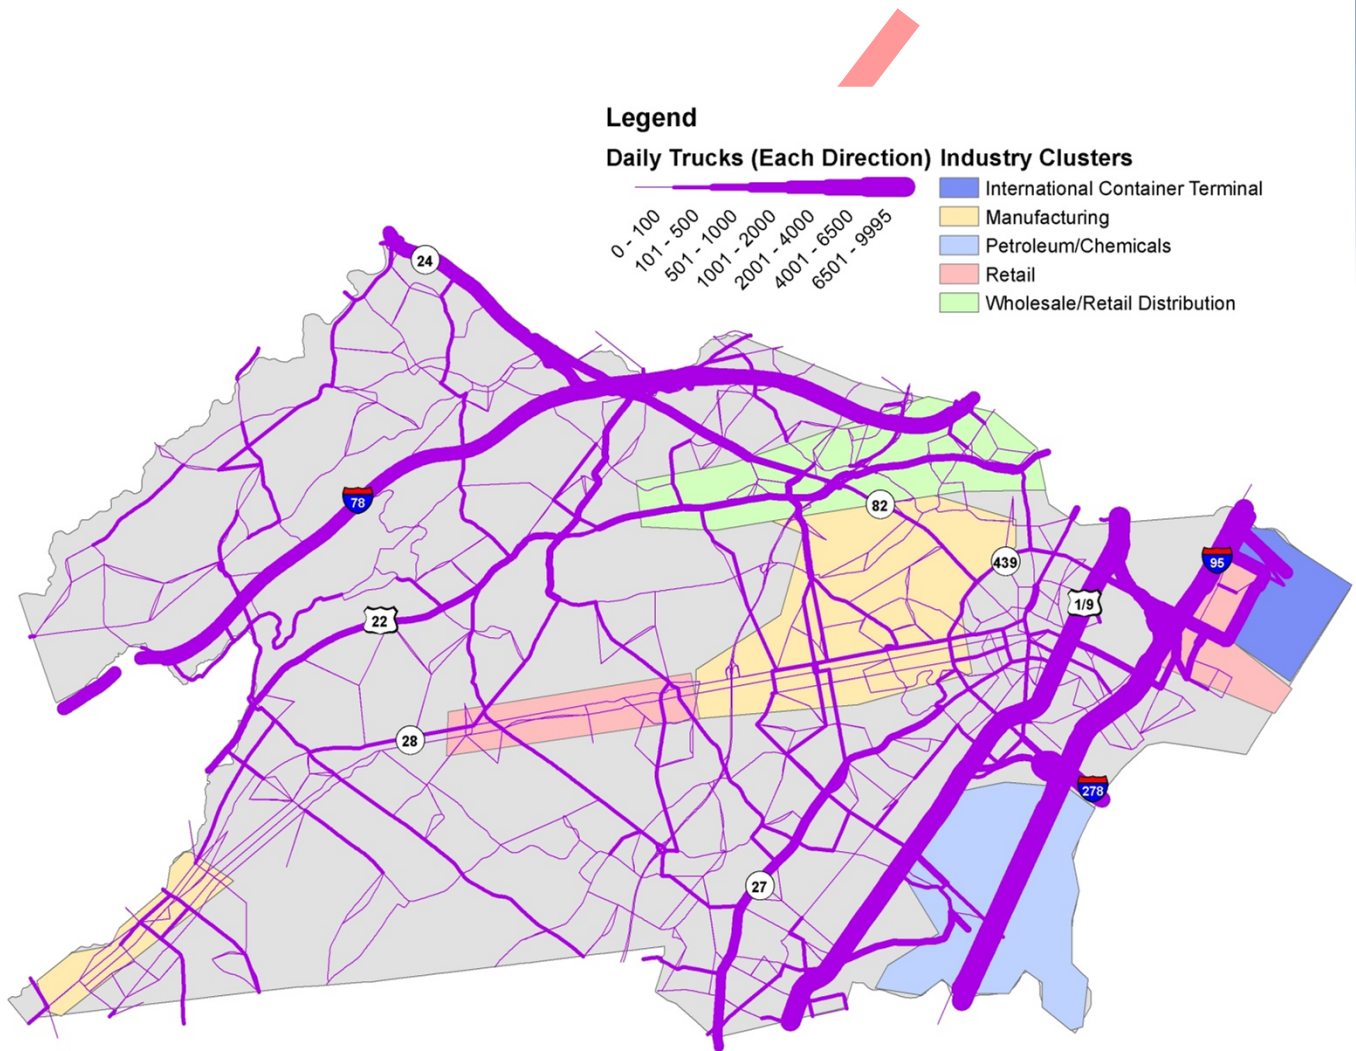 Legend
Daily Trucks (Each Direction) Industry Clusters
International Container Terminal
Manufacturing
Petroleum/Chemicals
Retail
Wholesale/Retail Distribution
0 - 100
101 - 500
501 - 1000
1001 - 2000
2001 - 4000
4001 - 6500
6501 - 9995
24
78
82
439
95
1/9
22
28
278
27